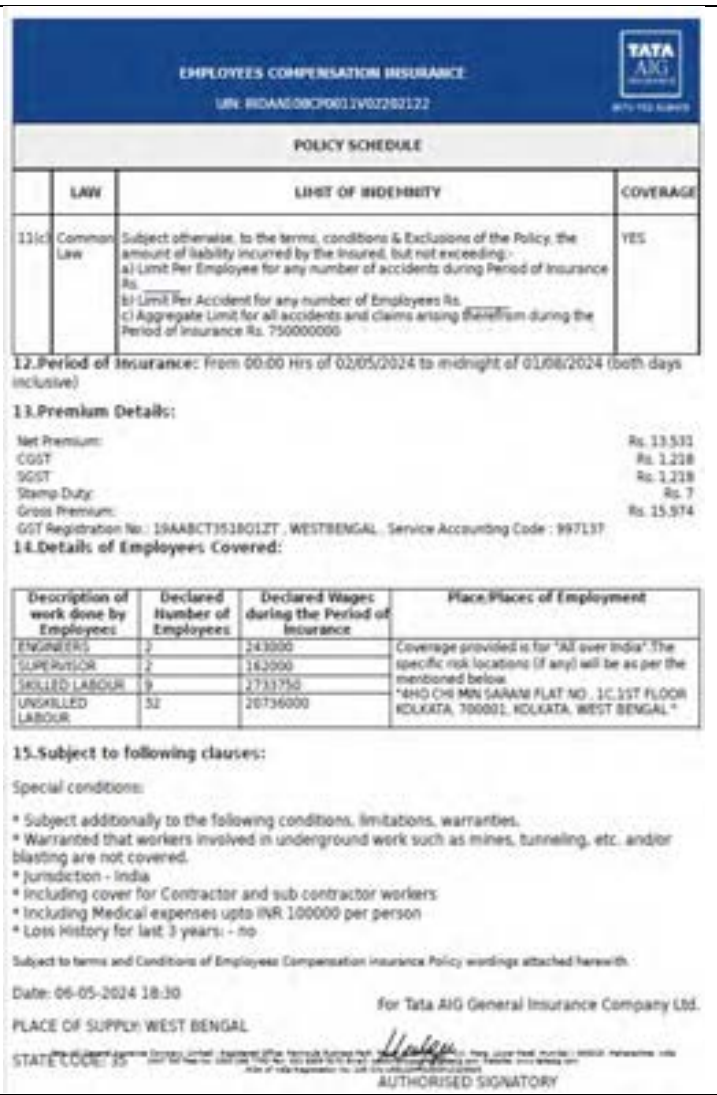 EMPLOYEES COMPENSATION INSURANCE
UIN: IRDAN108CP0011V02202122
TATA
AIG
INSURANCE
WITH YOU ALWAYS
POLICY SCHEDULE
LAW LIMIT OF INDEMNITY COVERAGE
11(c) Common Law Subject otherwise, to the terms, conditions & Exclusions of the Policy, the YES
amount of liability incurred by the Insured, but not exceeding:-
a) Limit Per Employee for any number of accidents during Period of Insurance
Rs.
b) Limit Per Accident for any number of Employees Rs.
c) Aggregate Limit for all accidents and claims arising therefrom during the
Period of Insurance Rs. 750000000
12.Period of Insurance: From 00:00 Hrs of 02/05/2024 to midnight of 01/08/2024 (both days
inclusive)
13.Premium Details:
Net Premium: Rs. 13,531
CGST Rs. 1,218
SGST Rs. 1,218
Stamp Duty: Rs. 7
Gross Premium: Rs. 15,974
GST Registration No.: 19AABCT3518Q1ZT , WESTBENGAL , Service Accounting Code : 997137
14.Details of Employees Covered:
Description of work done by Employees Declared Number of Employees Declared Wages during the Period of Insurance Place/Places of Employment
ENGINEERS 2 243000 Coverage provided is for "All over India".The
SUPERVISOR 2 162000 specific risk locations (if any) will be as per the
SKILLED LABOUR 9 2733750 mentioned below.
UNSKILLED LABOUR 32 20736000 "4HO CHI MIN SARANI FLAT NO . 1C,1ST FLOOR
KOLKATA, 700001, KOLKATA, WEST BENGAL "
15.Subject to following clauses:
Special conditions:
* Subject additionally to the following conditions, limitations, warranties.
* Warranted that workers involved in underground work such as mines, tunneling, etc. and/or
blasting are not covered.
* Jurisdiction - India
* Including cover for Contractor and sub contractor workers
* Including Medical expenses upto INR 100000 per person
* Loss History for last 3 years: - no
Subject to terms and Conditions of Employees Compensation insurance Policy wordings attached herewith
Date: 06-05-2024 18:30
For Tata AIG General Insurance Company Ltd.
PLACE OF SUPPLY: WEST BENGAL
STATE CODE: 35
AUTHORISED SIGNATORY